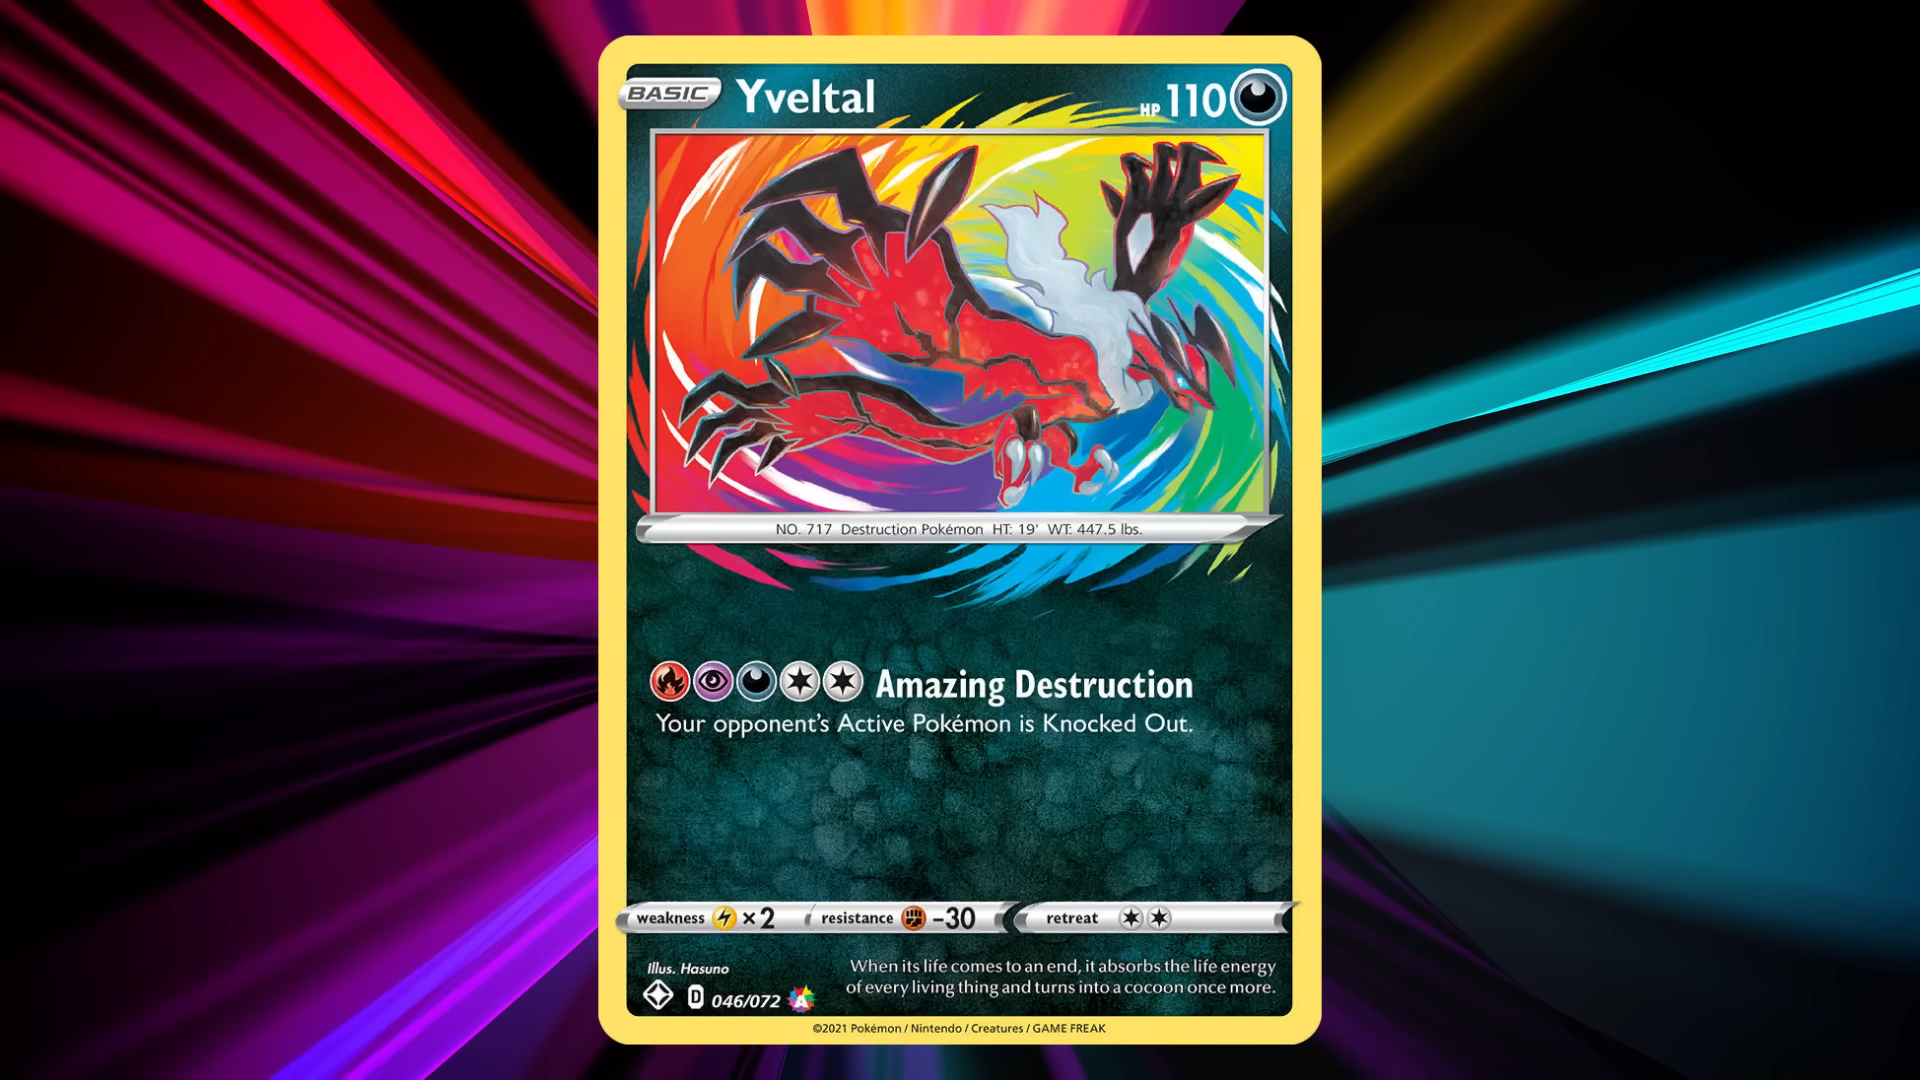 BASIC Yveltal HP 110
NO. 717 Destruction Pokémon HT: 19' WT: 447.5 lbs.
Amazing Destruction
Your opponent's Active Pokémon is Knocked Out.
weakness ×2 resistance -30 retreat
Illus. Hasuno
D 046/072 A
When its life comes to an end, it absorbs the life energy
of every living thing and turns into a cocoon once more.
©2021 Pokémon / Nintendo / Creatures / GAME FREAK